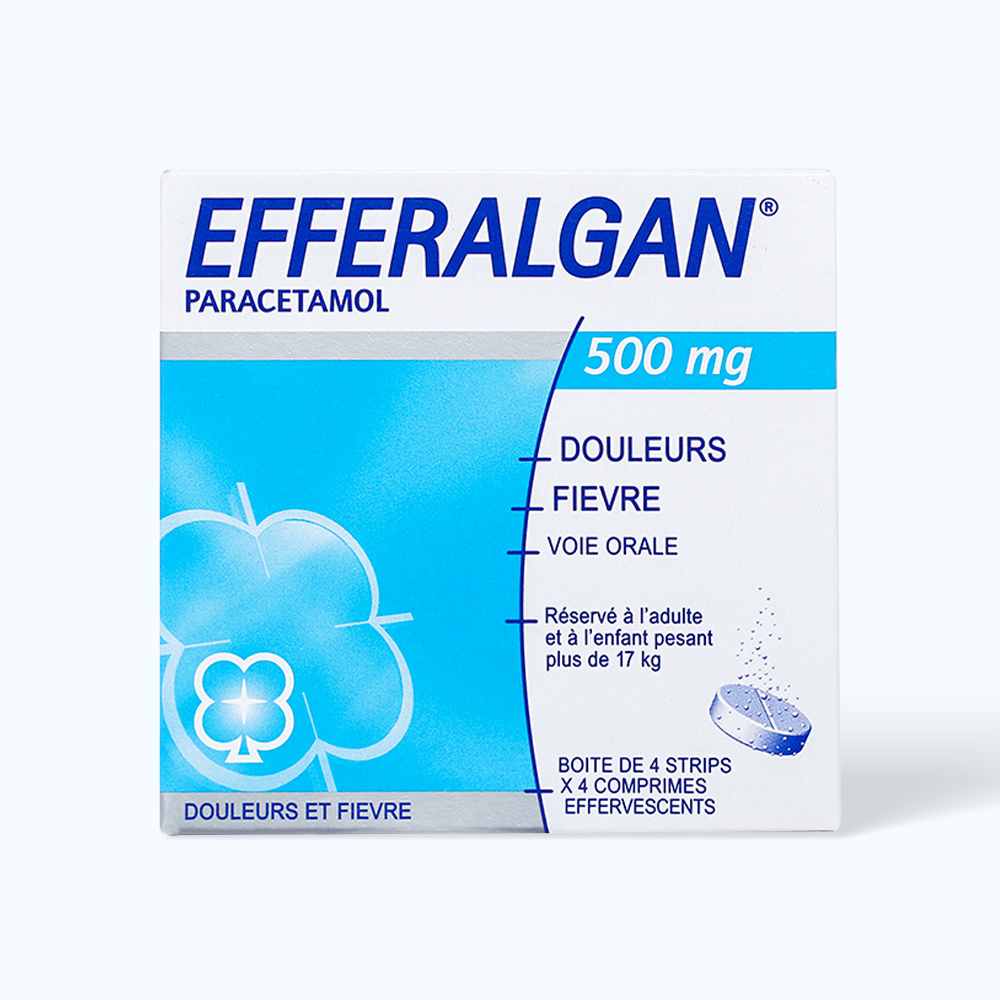 EFFERALGAN®
PARACETAMOL
500 mg
DOULEURS
FIEVRE
VOIE ORALE
Réservé à l'adulte
et à l'enfant pesant
plus de 17 kg
BOITE DE 4 STRIPS
X 4 COMPRIMES
EFFERVESCENTS
DOULEURS ET FIEVRE